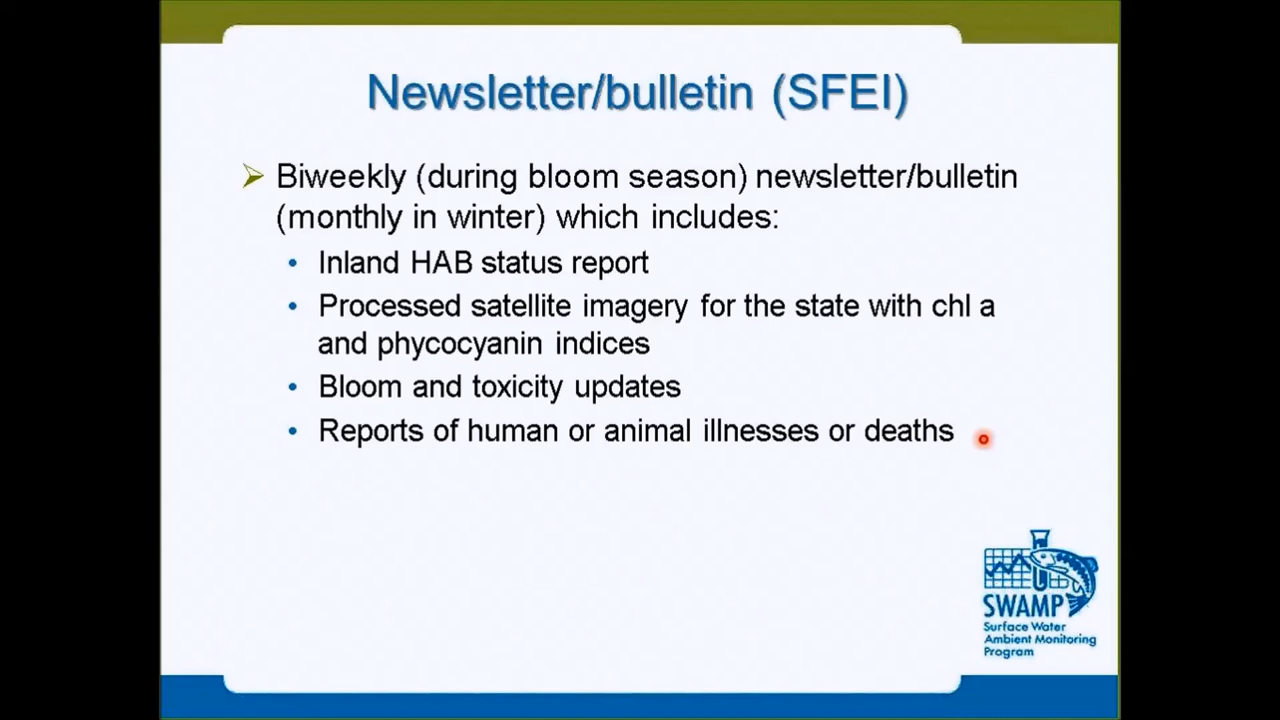 Newsletter/bulletin (SFEI)
Biweekly (during bloom season) newsletter/bulletin
(monthly in winter) which includes:
Inland HAB status report
Processed satellite imagery for the state with chl a
and phycocyanin indices
Bloom and toxicity updates
Reports of human or animal illnesses or deaths
SWAMP
Surface Water
Ambient Monitoring
Program